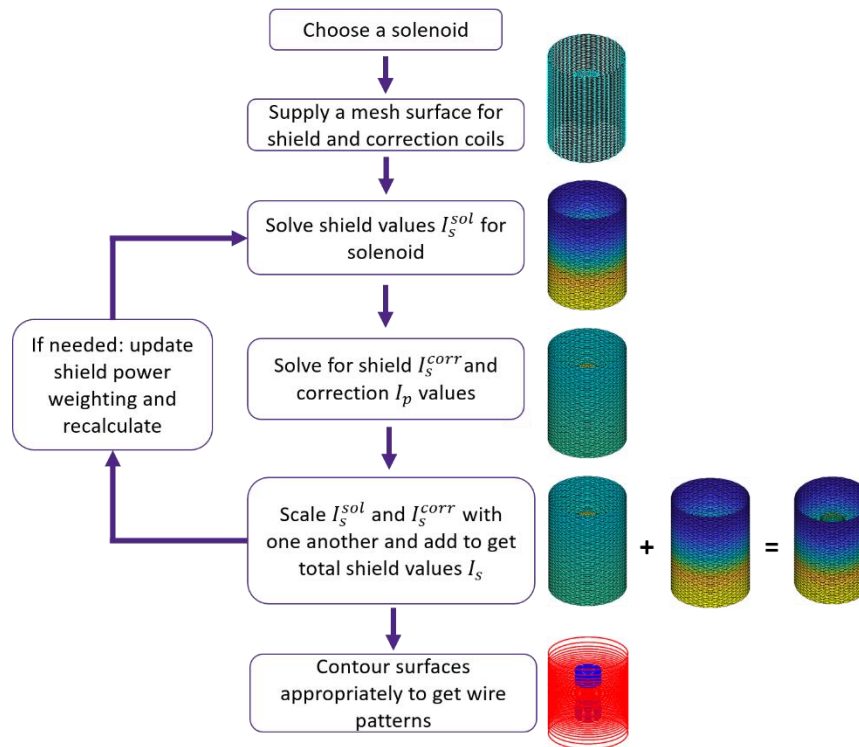 Choose a solenoid
Supply a mesh surface for
shield and correction coils
Solve shield values $I_s^{sol}$ for
solenoid
If needed: update
shield power
weighting and
recalculate
Solve for shield $I_s^{corr}$ and
correction $I_p$ values
Scale $I_s^{sol}$ and $I_s^{corr}$ with
one another and add to get
total shield values $I_s$
+ =
Contour surfaces
appropriately to get wire
patterns